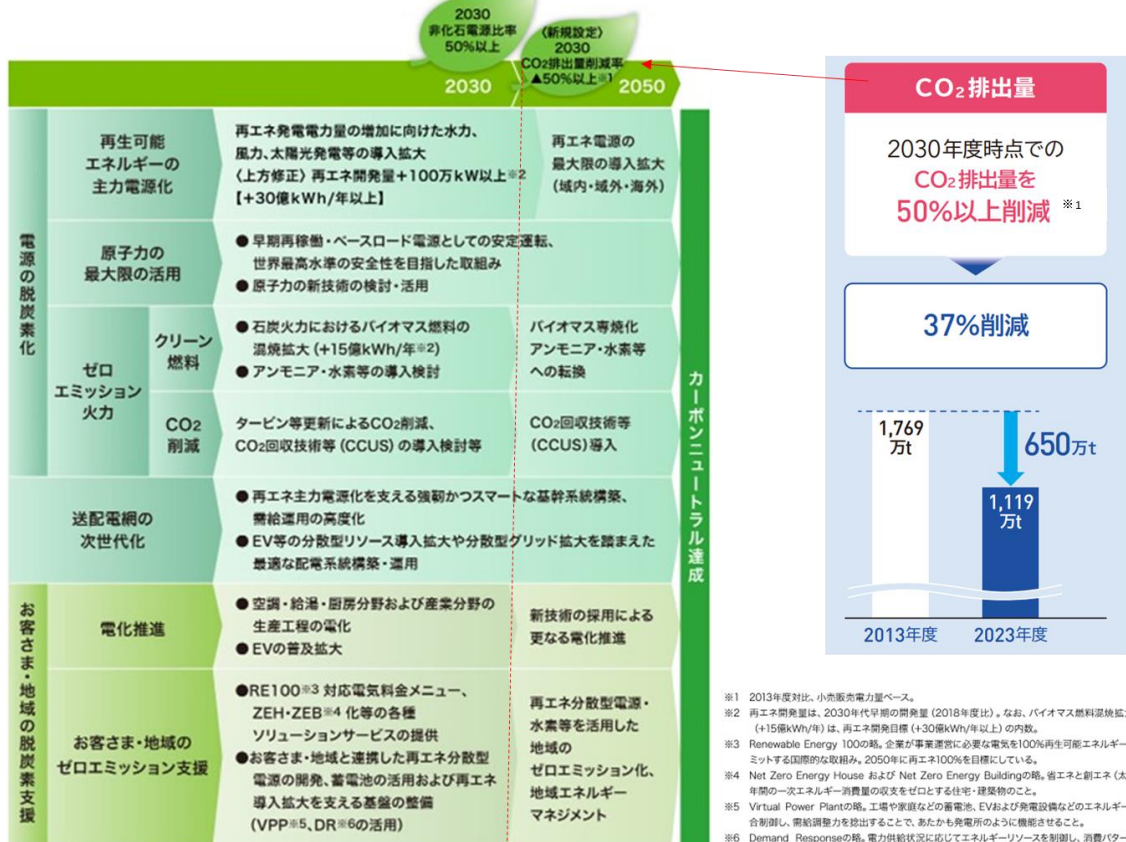 2030
非化石電源比率
50%以上
〈新規設定〉
2030
CO2排出量削減率
▲50%以上※1
2030
2050
電源の脱炭素化
再生可能
エネルギーの
主力電源化
再エネ発電電力量の増加に向けた水力、
風力、太陽光発電等の導入拡大
〈上方修正〉再エネ開発量+100万kW以上※2
【+30億kWh/年以上】
再エネ電源の
最大限の導入拡大
(域内・域外・海外)
原子力の
最大限の活用
●早期再稼働・ベースロード電源としての安定運転、
世界最高水準の安全性を目指した取組み
●原子力の新技術の検討・活用
ゼロ
エミッション
火力
クリーン
燃料
●石炭火力におけるバイオマス燃料の
混焼拡大(+15億kWh/年※2)
●アンモニア・水素等の導入検討
バイオマス専焼化
アンモニア・水素等
への転換
CO2
削減
タービン等更新によるCO2削減、
CO2回収技術等(CCUS)の導入検討等
CO2回収技術等
(CCUS)導入
送配電網の
次世代化
●再エネ主力電源化を支える強靭かつスマートな基幹系統構築、
需給運用の高度化
●EV等の分散型リソース導入拡大や分散型グリッド拡大を踏まえた
最適な配電系統構築・運用
お客さま・地域の脱炭素支援
電化推進
●空調・給湯・厨房分野および産業分野の
生産工程の電化
●EVの普及拡大
新技術の採用による
更なる電化推進
お客さま・地域の
ゼロエミッション支援
●RE100※3 対応電気料金メニュー、
ZEH・ZEB※4 化等の各種
ソリューションサービスの提供
●お客さま・地域と連携した再エネ分散型
電源の開発、蓄電池の活用および再エネ
導入拡大を支える基盤の整備
(VPP※5、DR※6の活用)
再エネ分散型電源・
水素等を活用した
地域の
ゼロエミッション化、
地域エネルギー
マネジメント
カーボンニュートラル達成
CO2排出量
2030年度時点での
CO2排出量を
50%以上削減 ※1
37%削減
1,769
万t
650万t
1,119
万t
2013年度
2023年度
※1 2013年度対比、小売販売電力量ベース。
※2 再エネ開発量は、2030年代早期の開発量(2018年度比)。なお、バイオマス燃料混焼拡
(+15億kWh/年)は、再エネ開発目標(+30億kWh/年以上)の内数。
※3 Renewable Energy 100の略。企業が事業運営に必要な電気を100%再生可能エネルギー
ミットする国際的な取組み。2050年に再エネ100%を目標にしている。
※4 Net Zero Energy House および Net Zero Energy Buildingの略。省エネと創エネ(太
年間の一次エネルギー消費量の収支をゼロとする住宅・建築物のこと。
※5 Virtual Power Plantの略。工場や家庭などの蓄電池、EVおよび発電設備などのエネルギー
合制御し、需給調整力を捻出することで、あたかも発電所のように機能させること。
※6 Demand Responseの略。電力供給状況に応じてエネルギーリソースを制御し、消費パター